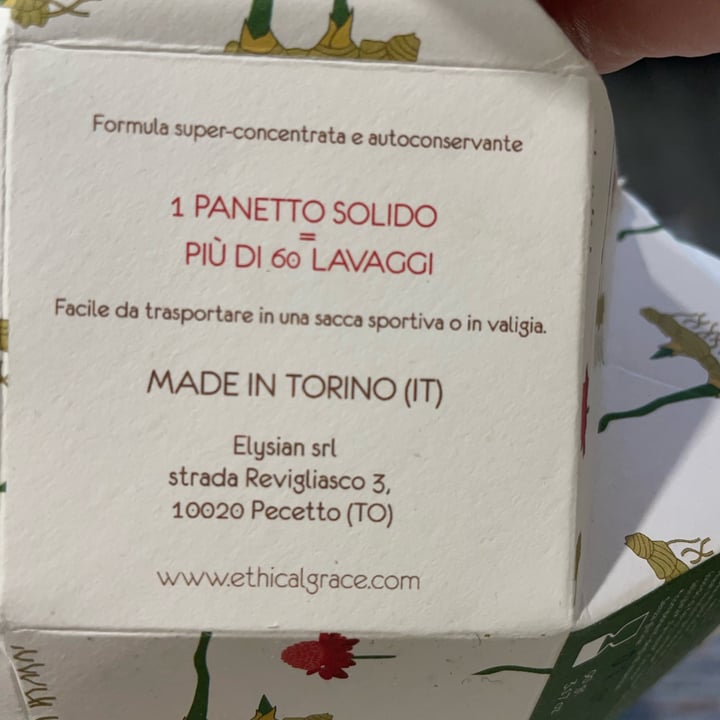 Formula super-concentrata e autoconservante
1 PANETTO SOLIDO
=
PIÙ DI 60 LAVAGGI
Facile da trasportare in una sacca sportiva o in valigia.
MADE IN TORINO (IT)
Elysian srl
strada Revigliasco 3,
10020 Pecetto (TO)
www.ethicalgrace.com